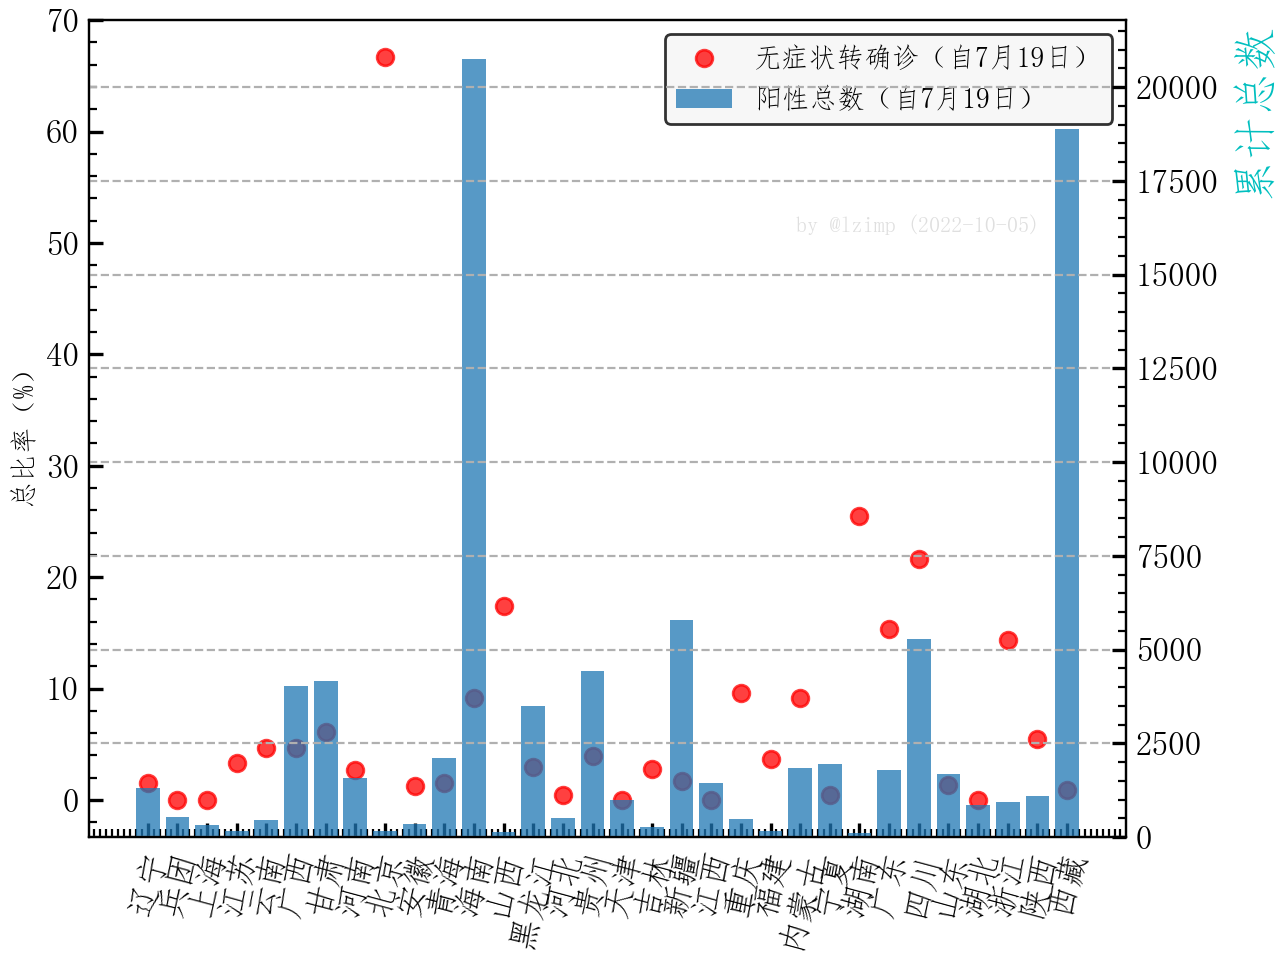 无症状转确诊（自7月19日）
阳性总数（自7月19日）
by @lzimp (2022-10-05)
总比率 (%)
累计总数
70
60
50
40
30
20
10
0
20000
17500
15000
12500
10000
7500
5000
2500
0
辽宁
兵团
上海
江苏
云南
广西
甘肃
河南
北京
安徽
青海
海南
山西
黑龙江
河北
贵州
天津
吉林
新疆
江西
重庆
福建
内蒙古
宁夏
湖南
广东
四川
山东
湖北
浙江
陕西
西藏